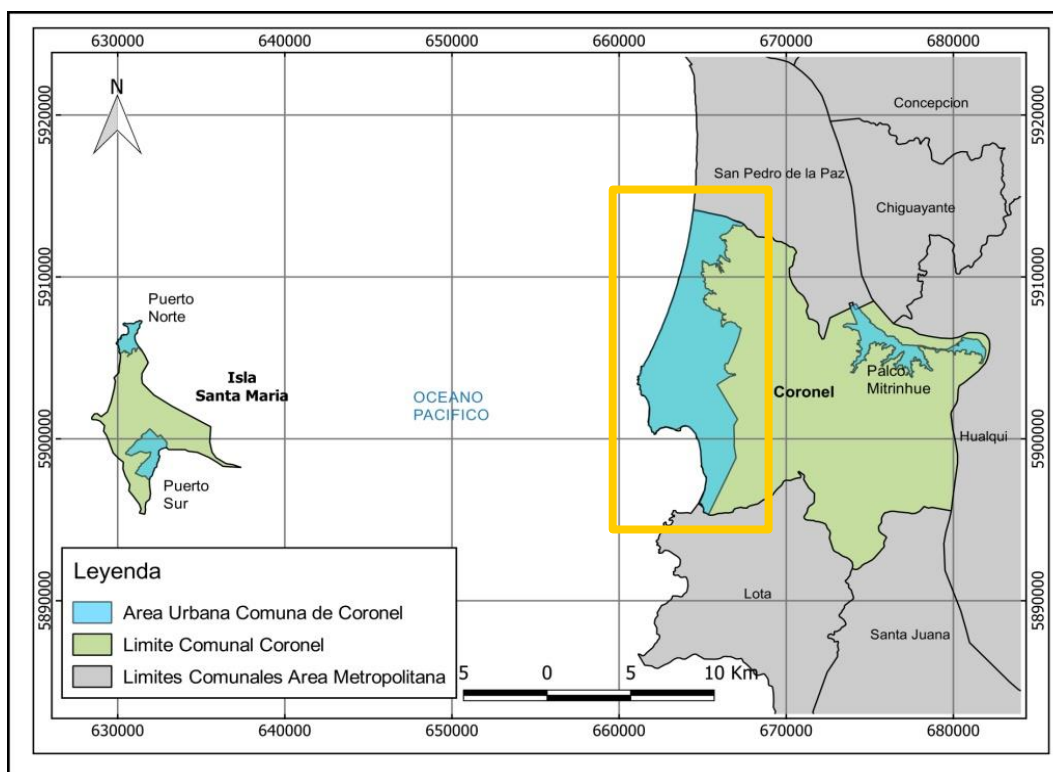 630000 640000 650000 660000 670000 680000
N
5920000 5920000
5910000 5910000
5900000 5900000
5890000 5890000
Concepcion
San Pedro de la Paz
Chiguayante
Puerto
Norte
Isla
Santa Maria
OCEANO
PACIFICO
Palco
Mitrinhue
Coronel
Hualqui
Puerto
Sur
Lota
Santa Juana
Leyenda
Area Urbana Comuna de Coronel
Limite Comunal Coronel
Limites Comunales Area Metropolitana
5 0 5 10 Km
630000 640000 650000 660000 670000 680000